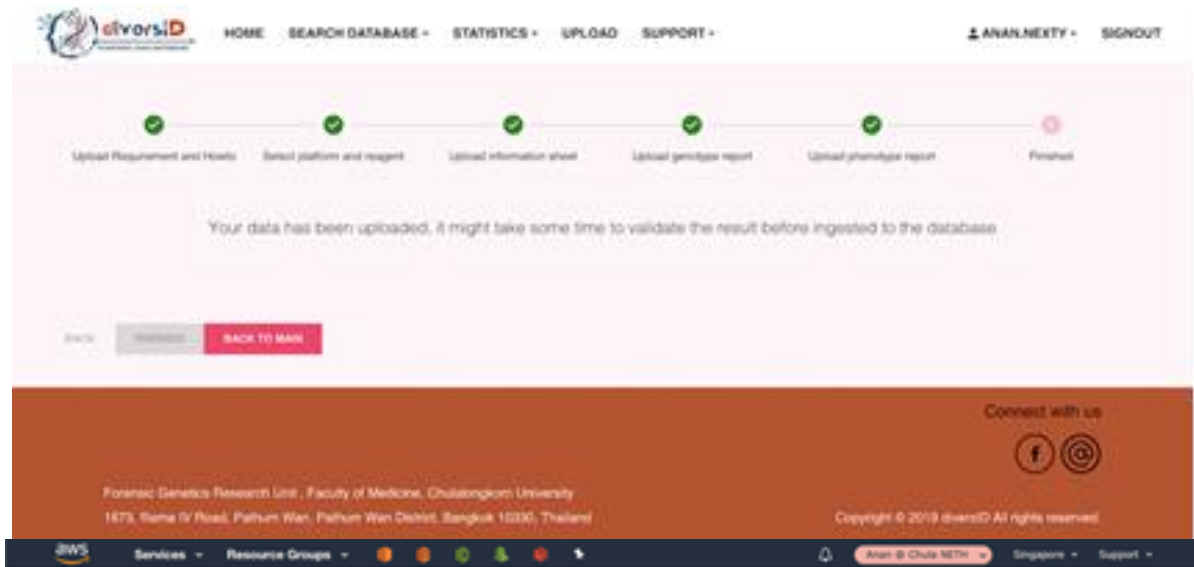 diversiD
HOME SEARCH DATABASE STATISTICS UPLOAD SUPPORT ANAN.NEXTY SIGNOUT
Upload Requirement and Howto Select platform and reagent Upload information sheet Upload genotype report Upload phenotype report Finished
Your data has been uploaded, it might take some time to validate the result before ingested to the database
BACK BACK TO MAIN
Connect with us
f @
Forensic Genetics Research Unit , Faculty of Medicine, Chulalongkorn University
1873, Rama IV Road, Pathum Wan, Pathum Wan District, Bangkok 10330, Thailand
Copyright © 2019 diversiD All rights reserved
aws Services Resource Groups Anan @ Chula NETH Singapore Support